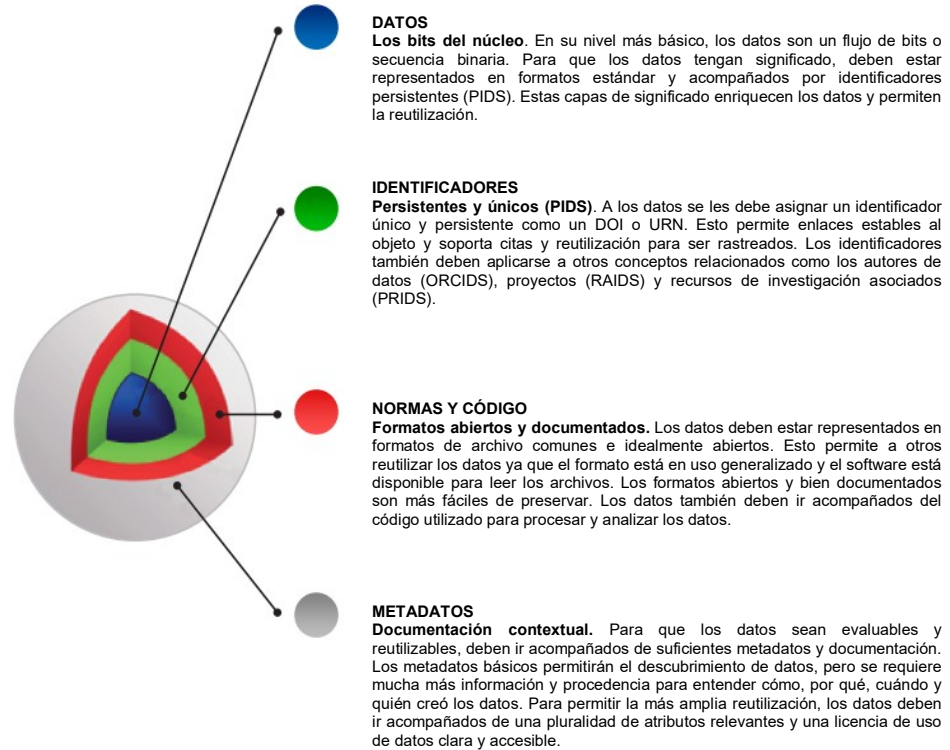 DATOS
Los bits del núcleo. En su nivel más básico, los datos son un flujo de bits o
secuencia binaria. Para que los datos tengan significado, deben estar
representados en formatos estándar y acompañados por identificadores
persistentes (PIDS). Estas capas de significado enriquecen los datos y permiten
la reutilización.
IDENTIFICADORES
Persistentes y únicos (PIDS). A los datos se les debe asignar un identificador
único y persistente como un DOI o URN. Esto permite enlaces estables al
objeto y soporta citas y reutilización para ser rastreados. Los identificadores
también deben aplicarse a otros conceptos relacionados como los autores de
datos (ORCIDS), proyectos (RAIDS) y recursos de investigación asociados
(PRIDS).
NORMAS Y CÓDIGO
Formatos abiertos y documentados. Los datos deben estar representados en
formatos de archivo comunes e idealmente abiertos. Esto permite a otros
reutilizar los datos ya que el formato está en uso generalizado y el software está
disponible para leer los archivos. Los formatos abiertos y bien documentados
son más fáciles de preservar. Los datos también deben ir acompañados del
código utilizado para procesar y analizar los datos.
METADATOS
Documentación contextual. Para que los datos sean evaluables y
reutilizables, deben ir acompañados de suficientes metadatos y documentación.
Los metadatos básicos permitirán el descubrimiento de datos, pero se requiere
mucha más información y procedencia para entender cómo, por qué, cuándo y
quién creó los datos. Para permitir la más amplia reutilización, los datos deben
ir acompañados de una pluralidad de atributos relevantes y una licencia de uso
de datos clara y accesible.